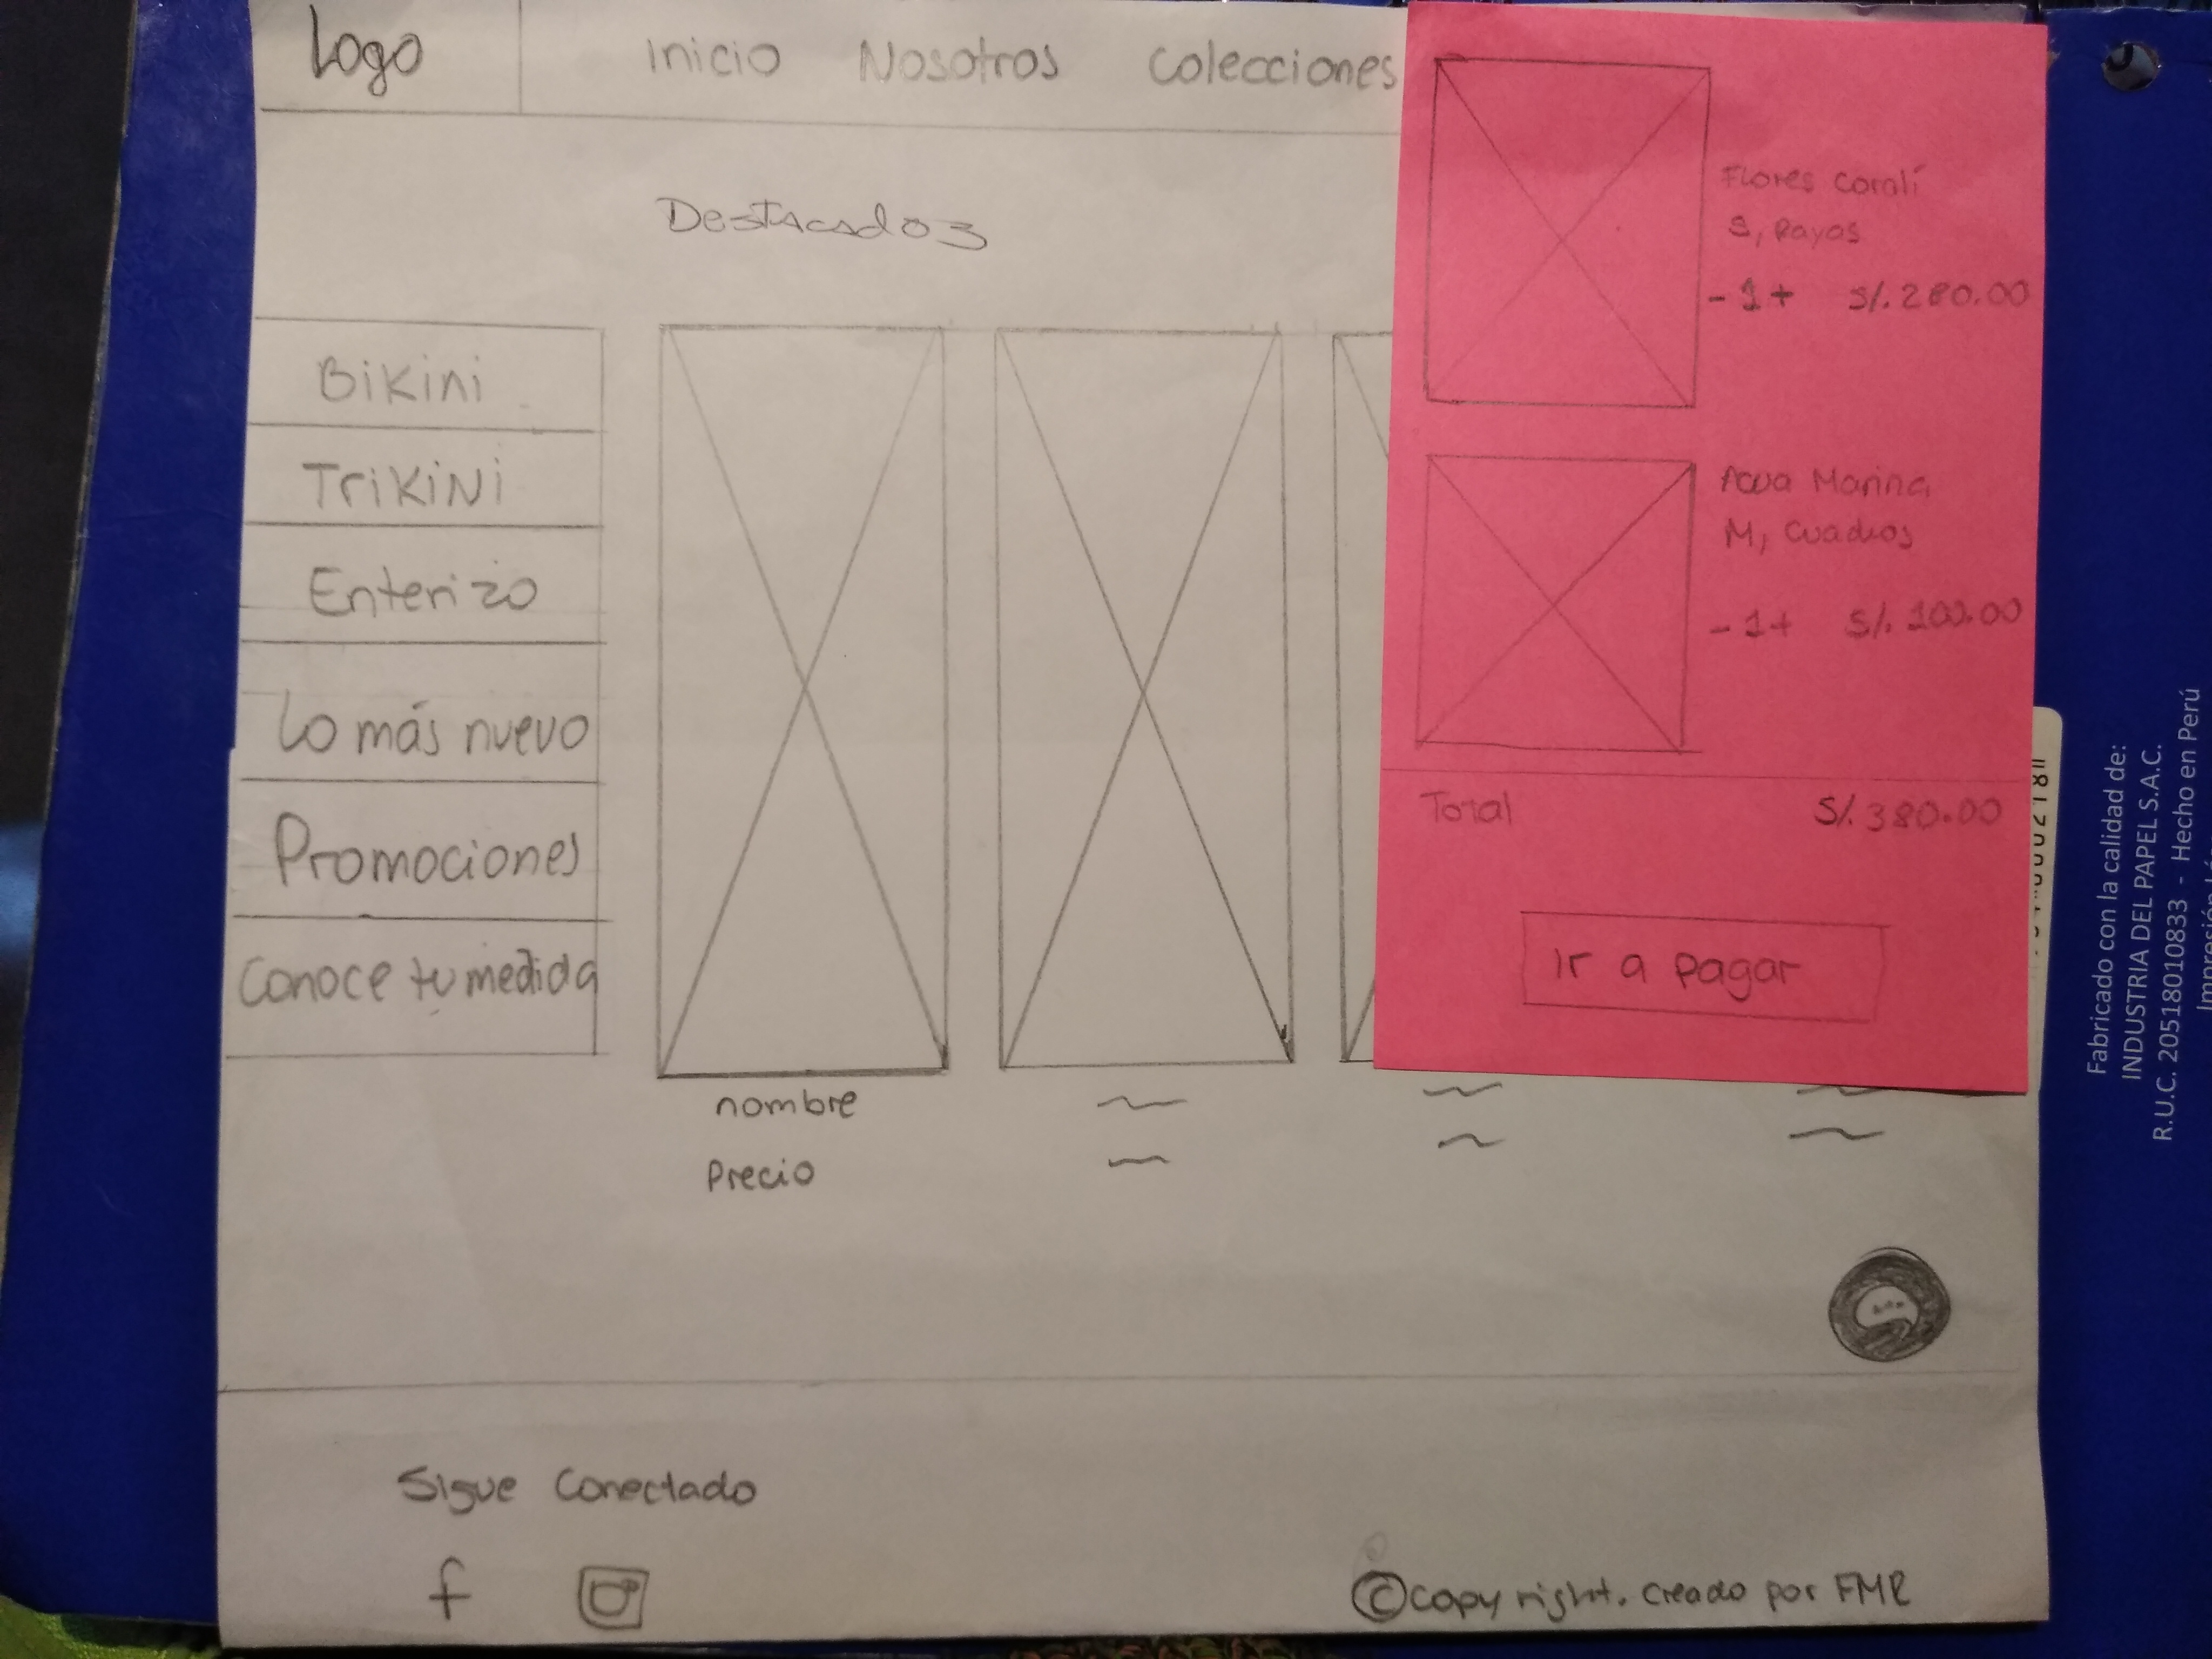 Logo
Inicio Nosotros Colecciones
Destacados
Bikini
Trikini
Enterizo
Lo más nuevo
Promociones
Conoce tu medida
nombre
Precio
Flores Coralí
S, Rayas
- 1 + S/. 280.00
Agua Marina
M, Cuadros
- 1 + S/. 100.00
Total S/. 380.00
Ir a pagar
Sigue Conectado
f
© Copy right. Creado por FMR
Fabricado con la calidad de:
INDUSTRIA DEL PAPEL S.A.C.
R.U.C. 20518010833 - Hecho en Perú